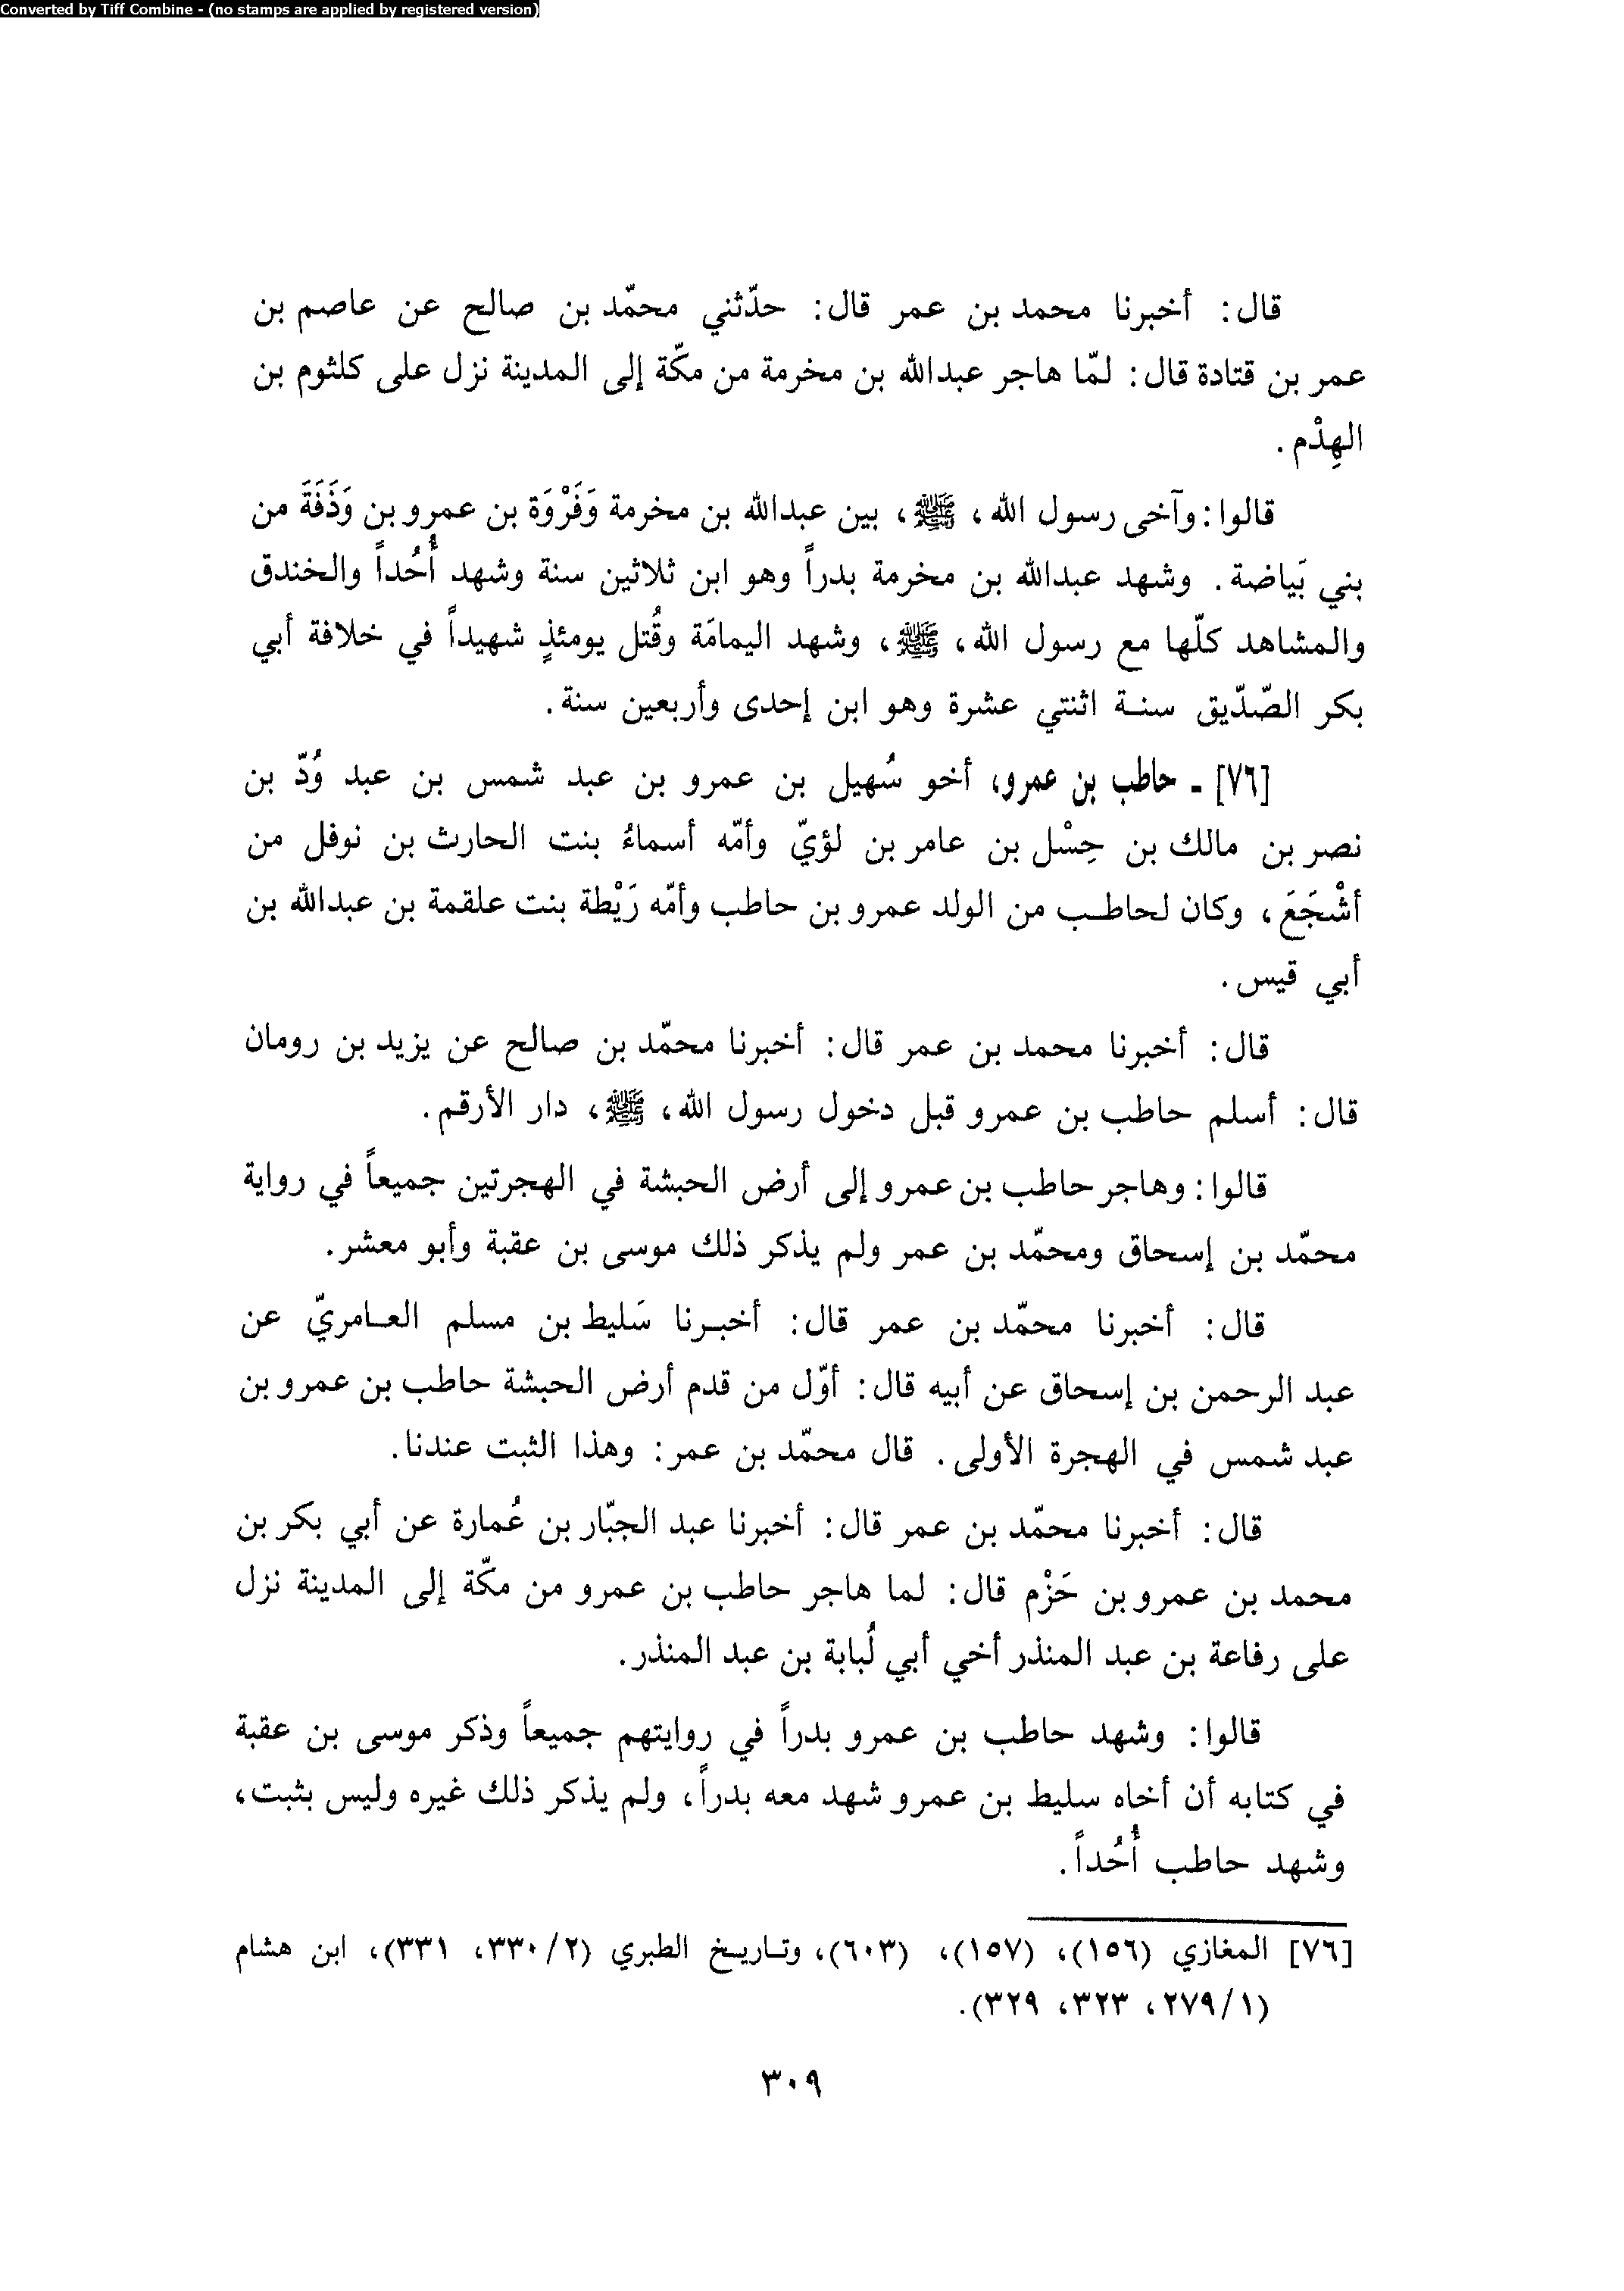 Converted by Tiff Combine - (no stamps are applied by registered version)
قال: أخبرنا محمد بن عمر قال: حدّثني محمّد بن صالح عن عاصم بن
عمر بن قتادة قال: لمّا هاجر عبدالله بن مخرمة من مكّة إلى المدينة نزل على كلثوم بن
الهِدْم.
قالوا: وآخى رسول الله، ﷺ، بين عبدالله بن مخرمة وَفَرْوَة بن عمرو بن وَذَفَةَ من
بني بَياضة. وشهد عبدالله بن مخرمة بدراً وهو ابن ثلاثين سنة وشهد أُحُداً والخندق
والمشاهد كلّها مع رسول الله، ﷺ، وشهد اليمامَة وقُتل يومئذٍ شهيداً في خلافة أبي
بكر الصّدّيق سنة اثنتي عشرة وهو ابن إحدى وأربعين سنة.
[٧٦] ـ حاطب بن عمرو، أخو سُهيل بن عمرو بن عبد شمس بن عبد وُدّ بن
نصر بن مالك بن حِسْل بن عامر بن لؤيّ وأمّه أسماءُ بنت الحارث بن نوفل من
أشْجَعَ، وكان لحاطب من الولد عمرو بن حاطب وأمّه رَيْطة بنت علقمة بن عبدالله بن
أبي قيس.
قال: أخبرنا محمد بن عمر قال: أخبرنا محمّد بن صالح عن يزيد بن رومان
قال: أسلم حاطب بن عمرو قبل دخول رسول الله، ﷺ، دار الأرقم.
قالوا: وهاجر حاطب بن عمرو إلى أرض الحبشة في الهجرتين جميعاً في رواية
محمّد بن إسحاق ومحمّد بن عمر ولم يذكر ذلك موسى بن عقبة وأبو معشر.
قال: أخبرنا محمّد بن عمر قال: أخبرنا سَليط بن مسلم العامريّ عن
عبد الرحمن بن إسحاق عن أبيه قال: أوّل من قدم أرض الحبشة حاطب بن عمرو بن
عبد شمس في الهجرة الأولى. قال محمّد بن عمر: وهذا الثبت عندنا.
قال: أخبرنا محمّد بن عمر قال: أخبرنا عبد الجبّار بن عُمارة عن أبي بكر بن
محمد بن عمرو بن حَزْم قال: لما هاجر حاطب بن عمرو من مكّة إلى المدينة نزل
على رفاعة بن عبد المنذر أخي أبي لُبابة بن عبد المنذر.
قالوا: وشهد حاطب بن عمرو بدراً في روايتهم جميعاً وذكر موسى بن عقبة
في كتابه أن أخاه سليط بن عمرو شهد معه بدراً، ولم يذكر ذلك غيره وليس بثبت،
وشهد حاطب أُحُداً.
[٧٦] المغازي (١٥٦)، (١٥٧)، (٦٠٣)، وتاريخ الطبري (٣٣٠/٢، ٣٣١)، ابن هشام
(٢٧٩/١، ٣٢٣، ٣٢٩).
٣٠٩